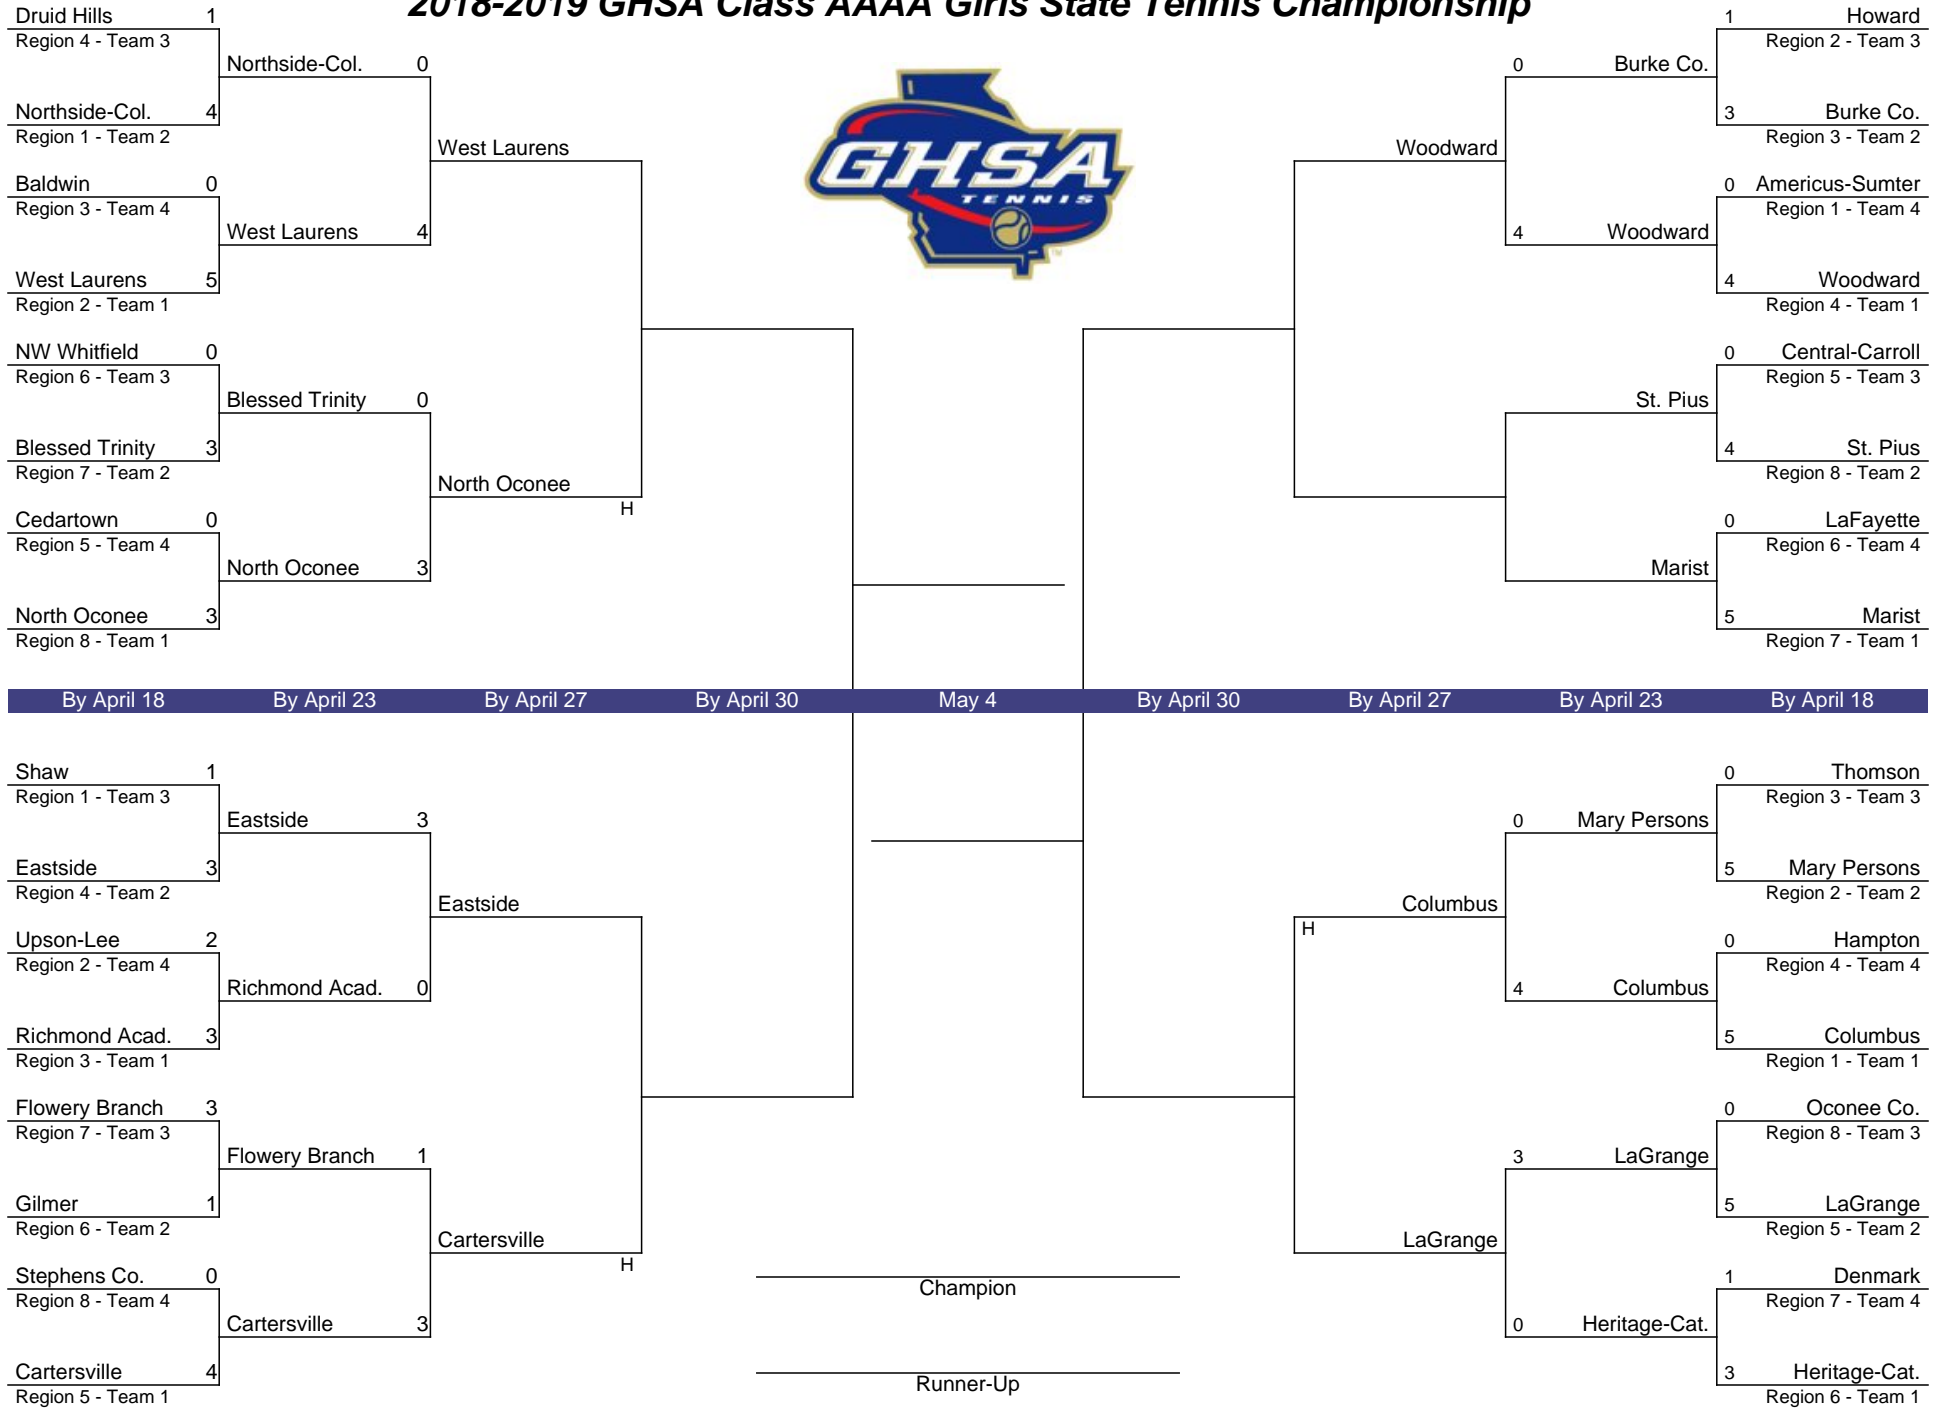 2018-2019 GHSA Class AAAA Girls State Tennis Championship
Druid Hills 1
Region 4 - Team 3
Northside-Col. 0
Northside-Col. 4
Region 1 - Team 2
West Laurens
Baldwin 0
Region 3 - Team 4
West Laurens 4
West Laurens 5
Region 2 - Team 1
NW Whitfield 0
Region 6 - Team 3
Blessed Trinity 0
Blessed Trinity 3
Region 7 - Team 2
North Oconee
H
Cedartown 0
Region 5 - Team 4
North Oconee 3
North Oconee 3
Region 8 - Team 1
GHSA
TENNIS
TM
1 Howard
Region 2 - Team 3
0 Burke Co.
3 Burke Co.
Region 3 - Team 2
Woodward
0 Americus-Sumter
Region 1 - Team 4
4 Woodward
4 Woodward
Region 4 - Team 1
0 Central-Carroll
Region 5 - Team 3
St. Pius
4 St. Pius
Region 8 - Team 2
0 LaFayette
Region 6 - Team 4
Marist
5 Marist
Region 7 - Team 1
By April 18 By April 23 By April 27 By April 30 May 4 By April 30 By April 27 By April 23 By April 18
Shaw 1
Region 1 - Team 3
Eastside 3
Eastside 3
Region 4 - Team 2
Eastside
Upson-Lee 2
Region 2 - Team 4
Richmond Acad. 0
Richmond Acad. 3
Region 3 - Team 1
Flowery Branch 3
Region 7 - Team 3
Flowery Branch 1
Gilmer 1
Region 6 - Team 2
Cartersville
H
Stephens Co. 0
Region 8 - Team 4
Cartersville 3
Cartersville 4
Region 5 - Team 1
0 Thomson
Region 3 - Team 3
0 Mary Persons
5 Mary Persons
Region 2 - Team 2
Columbus
H
0 Hampton
Region 4 - Team 4
4 Columbus
5 Columbus
Region 1 - Team 1
0 Oconee Co.
Region 8 - Team 3
3 LaGrange
5 LaGrange
Region 5 - Team 2
LaGrange
1 Denmark
Region 7 - Team 4
0 Heritage-Cat.
3 Heritage-Cat.
Region 6 - Team 1
Champion
Runner-Up